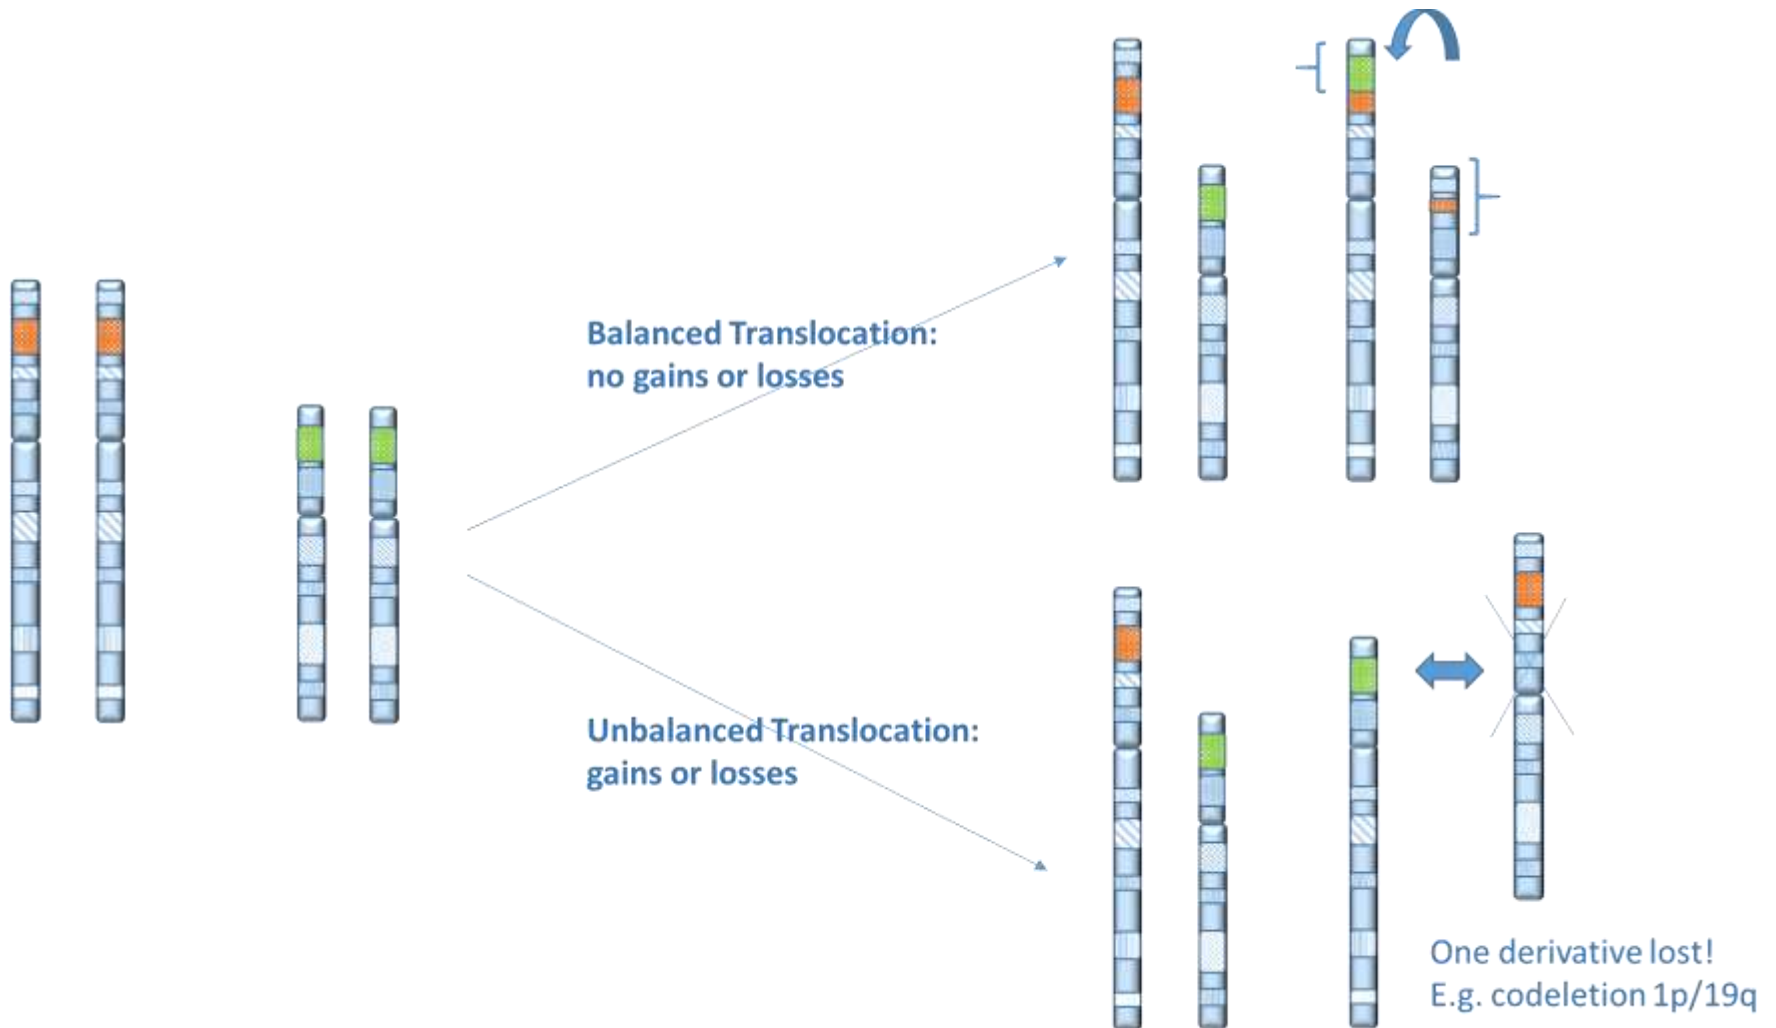 Balanced Translocation:
no gains or losses
Unbalanced Translocation:
gains or losses
One derivative lost!
E.g. codeletion 1p/19q